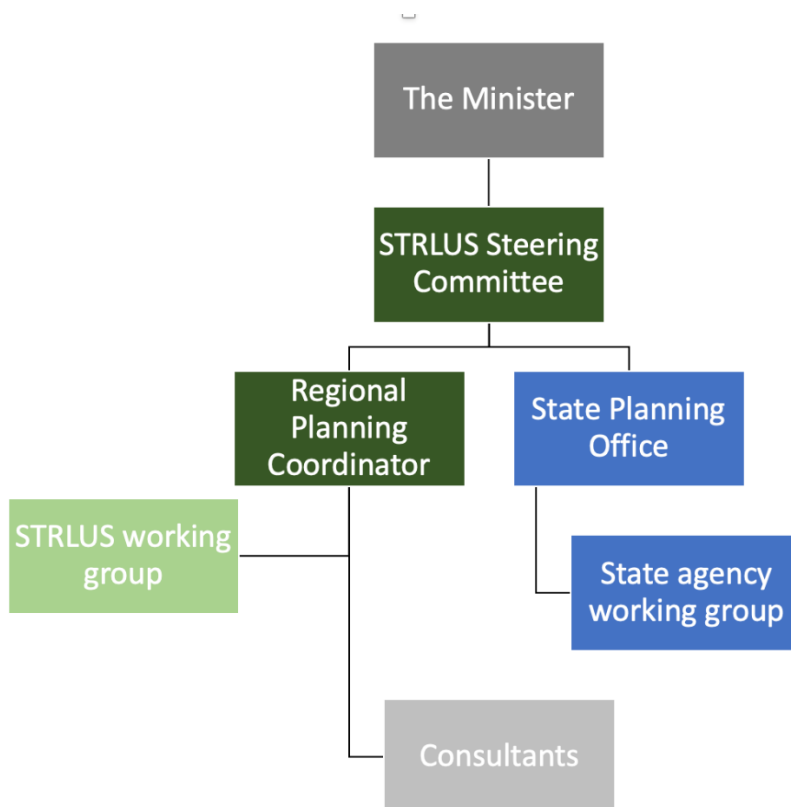 The Minister
STRLUS Steering
Committee
Regional
Planning
Coordinator
State Planning
Office
STRLUS working
group
State agency
working group
Consultants